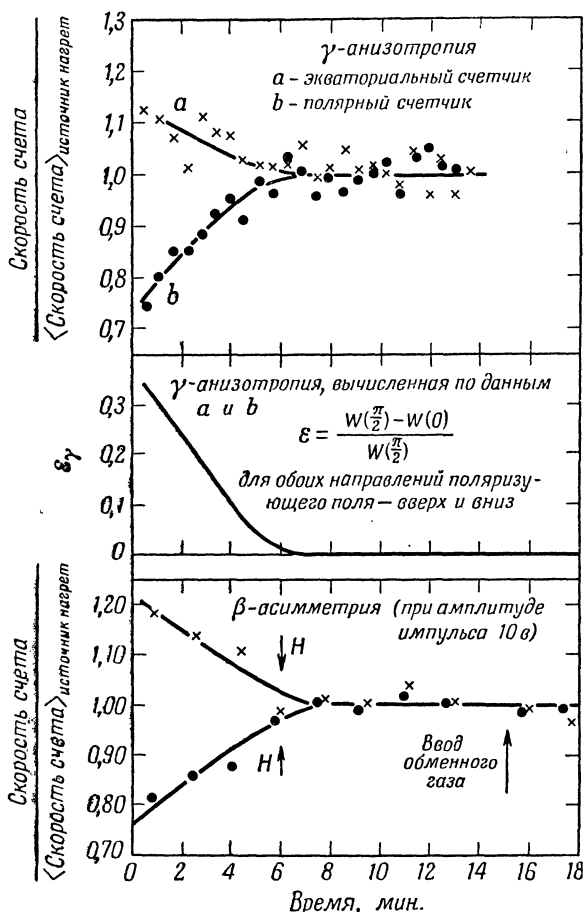 1,3
1,2
1,1
1,0
0,9
0,8
0,7
Скорость счета
⟨Скорость счета⟩источник нагрет
γ-анизотропия
a - экваториальный счетчик
b - полярный счетчик
a
b
0,3
0,2
0,1
0
εγ
γ-анизотропия, вычисленная по данным
a и b
ε = (W(π/2) − W(0)) / W(π/2)
для обоих направлений поляризу-
ющего поля — вверх и вниз
1,20
1,10
1,00
0,90
0,80
0,70
Скорость счета
⟨Скорость счета⟩источник нагрет
β-асимметрия (при амплитуде
импульса 10 в)
H
H
Ввод
обменного
газа
0 2 4 6 8 10 12 14 16 18
Время, мин.